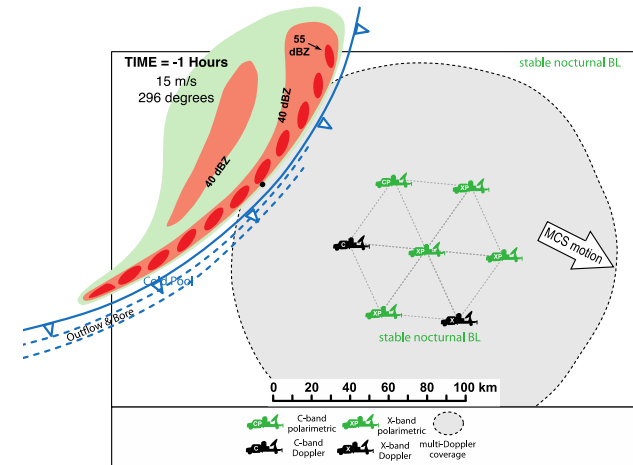 55
dBZ
TIME = -1 Hours
15 m/s
296 degrees
stable nocturnal BL
40 dBZ
40 dBZ
CP
XP
C
XP
XP
MCS motion
Cold Pool
Outflow & Bore
XP
X
stable nocturnal BL
0 20 40 60 80 100 km
CP
C-band
polarimetric
XP
X-band
polarimetric
C
C-band
Doppler
X
X-band
Doppler
multi-Doppler
coverage